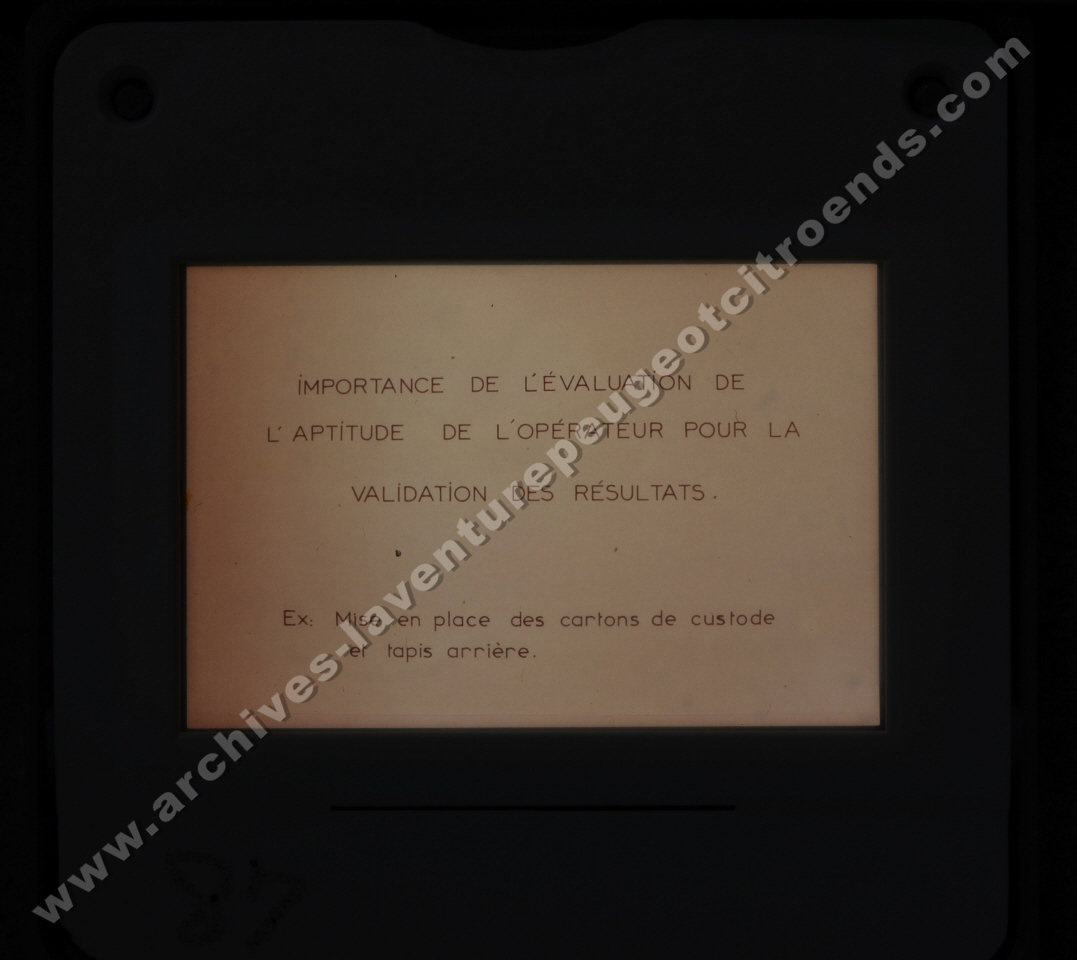 IMPORTANCE DE L'ÉVALUATION DE
L'APTITUDE DE L'OPÉRATEUR POUR LA
VALIDATION DES RÉSULTATS.
Ex: Mise en place des cartons de custode
et tapis arrière.
www.archives-laventurepeugeotcitroends.com